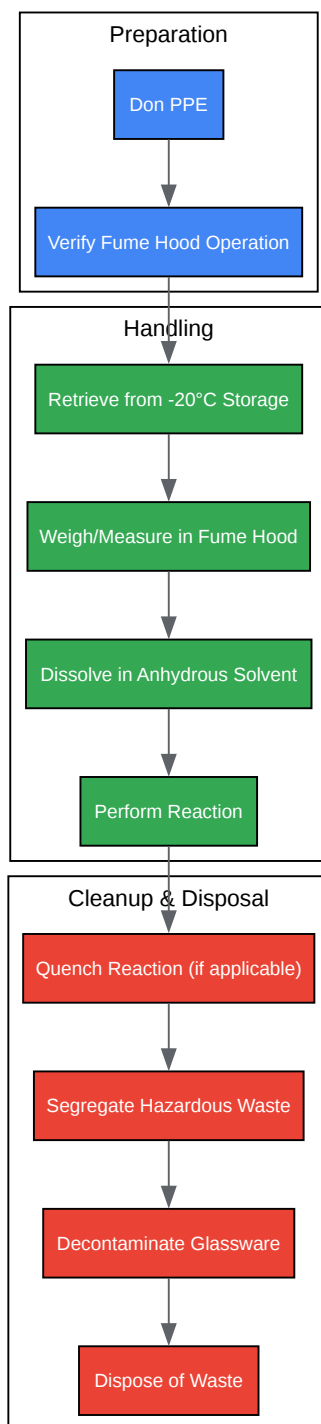 Preparation
Don PPE
Verify Fume Hood Operation
Handling
Retrieve from -20°C Storage
Weigh/Measure in Fume Hood
Dissolve in Anhydrous Solvent
Perform Reaction
Cleanup & Disposal
Quench Reaction (if applicable)
Segregate Hazardous Waste
Decontaminate Glassware
Dispose of Waste